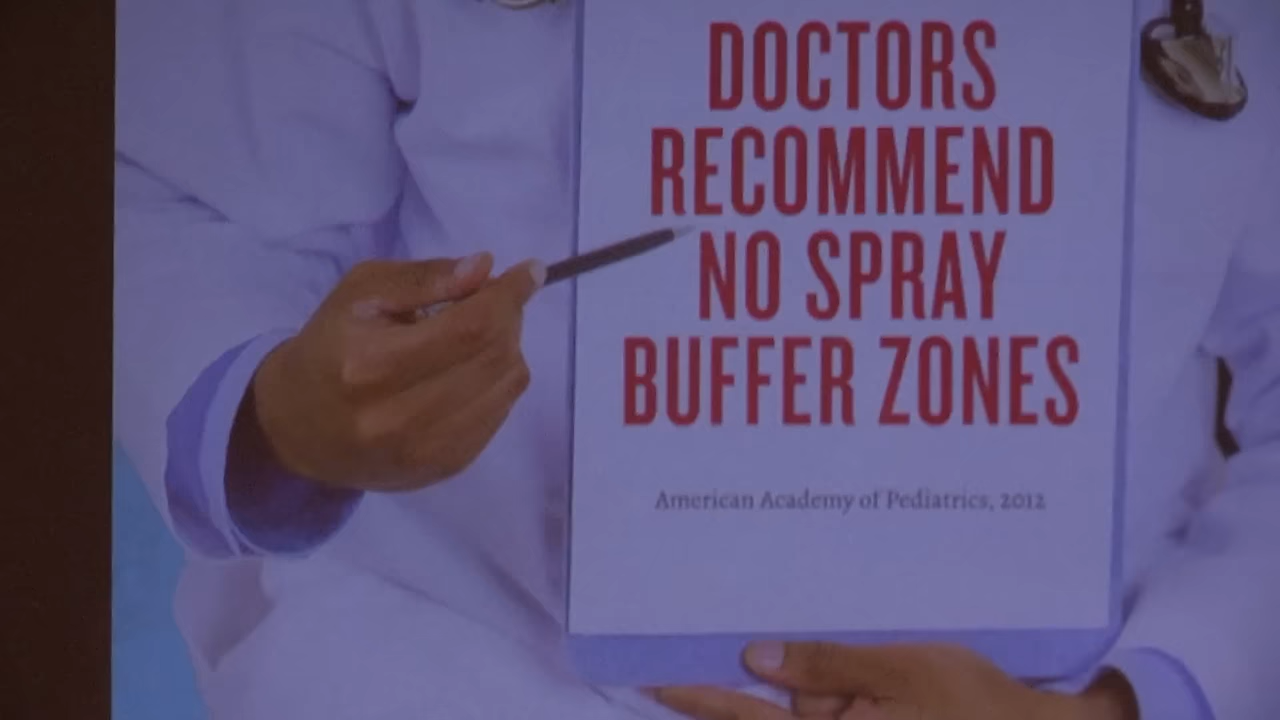 DOCTORS
RECOMMEND
NO SPRAY
BUFFER ZONES
American Academy of Pediatrics, 2012